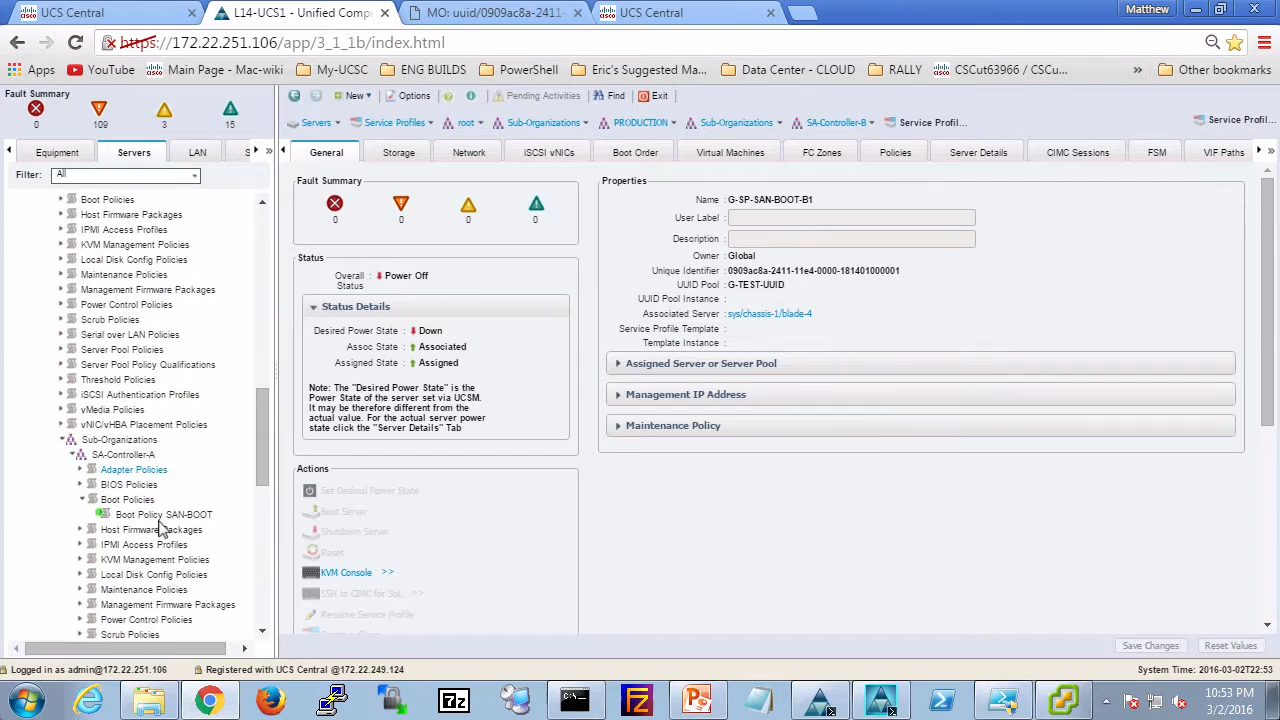 UCS Central
L14-UCS1 - Unified Comp
MO: uuid/0909ac8a-2411-
UCS Central
Matthew
https://172.22.251.106/app/3_1_1b/index.html
Apps
YouTube
Main Page - Mac-wiki
My-UCSC
ENG BUILDS
PowerShell
Eric's Suggested Ma...
Data Center - CLOUD
RALLY
CSCut63966 / CSCu...
Other bookmarks
Fault Summary
0
109
3
15
New
Options
Pending Activities
Find
Exit
Servers
Service Profiles
root
Sub-Organizations
PRODUCTION
Sub-Organizations
SA-Controller-B
Service Profil...
Service Profil...
Equipment
Servers
LAN
S
Filter:
All
General
Storage
Network
iSCSI vNICs
Boot Order
Virtual Machines
FC Zones
Policies
Server Details
CIMC Sessions
FSM
VIF Paths
Boot Policies
Host Firmware Packages
IPMI Access Profiles
KVM Management Policies
Local Disk Config Policies
Maintenance Policies
Management Firmware Packages
Power Control Policies
Scrub Policies
Serial over LAN Policies
Server Pool Policies
Server Pool Policy Qualifications
Threshold Policies
iSCSI Authentication Profiles
vMedia Policies
vNIC/vHBA Placement Policies
Sub-Organizations
SA-Controller-A
Adapter Policies
BIOS Policies
Boot Policies
Boot Policy SAN-BOOT
Host Firmware Packages
IPMI Access Profiles
KVM Management Policies
Local Disk Config Policies
Maintenance Policies
Management Firmware Packages
Power Control Policies
Scrub Policies
Fault Summary
0
0
0
0
Status
Overall Status : Power Off
Status Details
Desired Power State : Down
Assoc State : Associated
Assigned State : Assigned
Note: The "Desired Power State" is the
Power State of the server set via UCSM.
It may be therefore different from the
actual value. For the actual server power
state click the "Server Details" Tab
Actions
Set Desired Power State
Boot Server
Shutdown Server
Reset
KVM Console >>
SSH to CIMC for SoL >>
Rename Service Profile
Properties
Name : G-SP-SAN-BOOT-B1
User Label :
Description :
Owner : Global
Unique Identifier : 0909ac8a-2411-11e4-0000-181401000001
UUID Pool : G-TEST-UUID
UUID Pool Instance :
Associated Server : sys/chassis-1/blade-4
Service Profile Template :
Template Instance :
Assigned Server or Server Pool
Management IP Address
Maintenance Policy
Save Changes
Reset Values
Logged in as admin@172.22.251.106
Registered with UCS Central @172.22.249.124
System Time: 2016-03-02T22:53
10:53 PM
3/2/2016